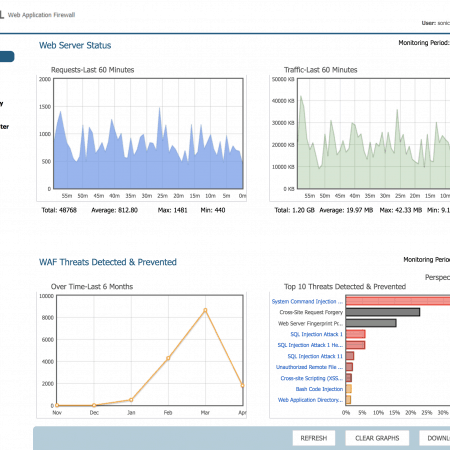 L Web Application Firewall
User: sonic
Web Server Status
Monitoring Period:
Requests-Last 60 Minutes
Traffic-Last 60 Minutes
2000
1500
1000
500
0
55m 50m 45m 40m 35m 30m 25m 20m 15m 10m 5m 0m
50000 KB
40000 KB
30000 KB
20000 KB
10000 KB
0 KB
55m 50m 45m 40m 35m 30m 25m 20m 15m 10m 5m
y
ter
Total: 48768 Average: 812.80 Max: 1481 Min: 440
Total: 1.20 GB Average: 19.97 MB Max: 42.33 MB Min: 9.1
WAF Threats Detected & Prevented
Monitoring Perio
Perspec
Over Time-Last 6 Months
Top 10 Threats Detected & Prevented
10000
8000
6000
4000
2000
0
Nov Dec Jan Feb Mar Apr
System Command Injection ...
Cross-Site Request Forgery
Web Server Fingerprint Pr...
SQL Injection Attack 1
SQL Injection Attack 1 He...
SQL Injection Attack 11
Unauthorized Remote File ...
Cross-site Scripting (XSS...
Bash Code Injection
Web Application Directory...
0% 5% 10% 15% 20% 25% 30%
REFRESH
CLEAR GRAPHS
DOWNL